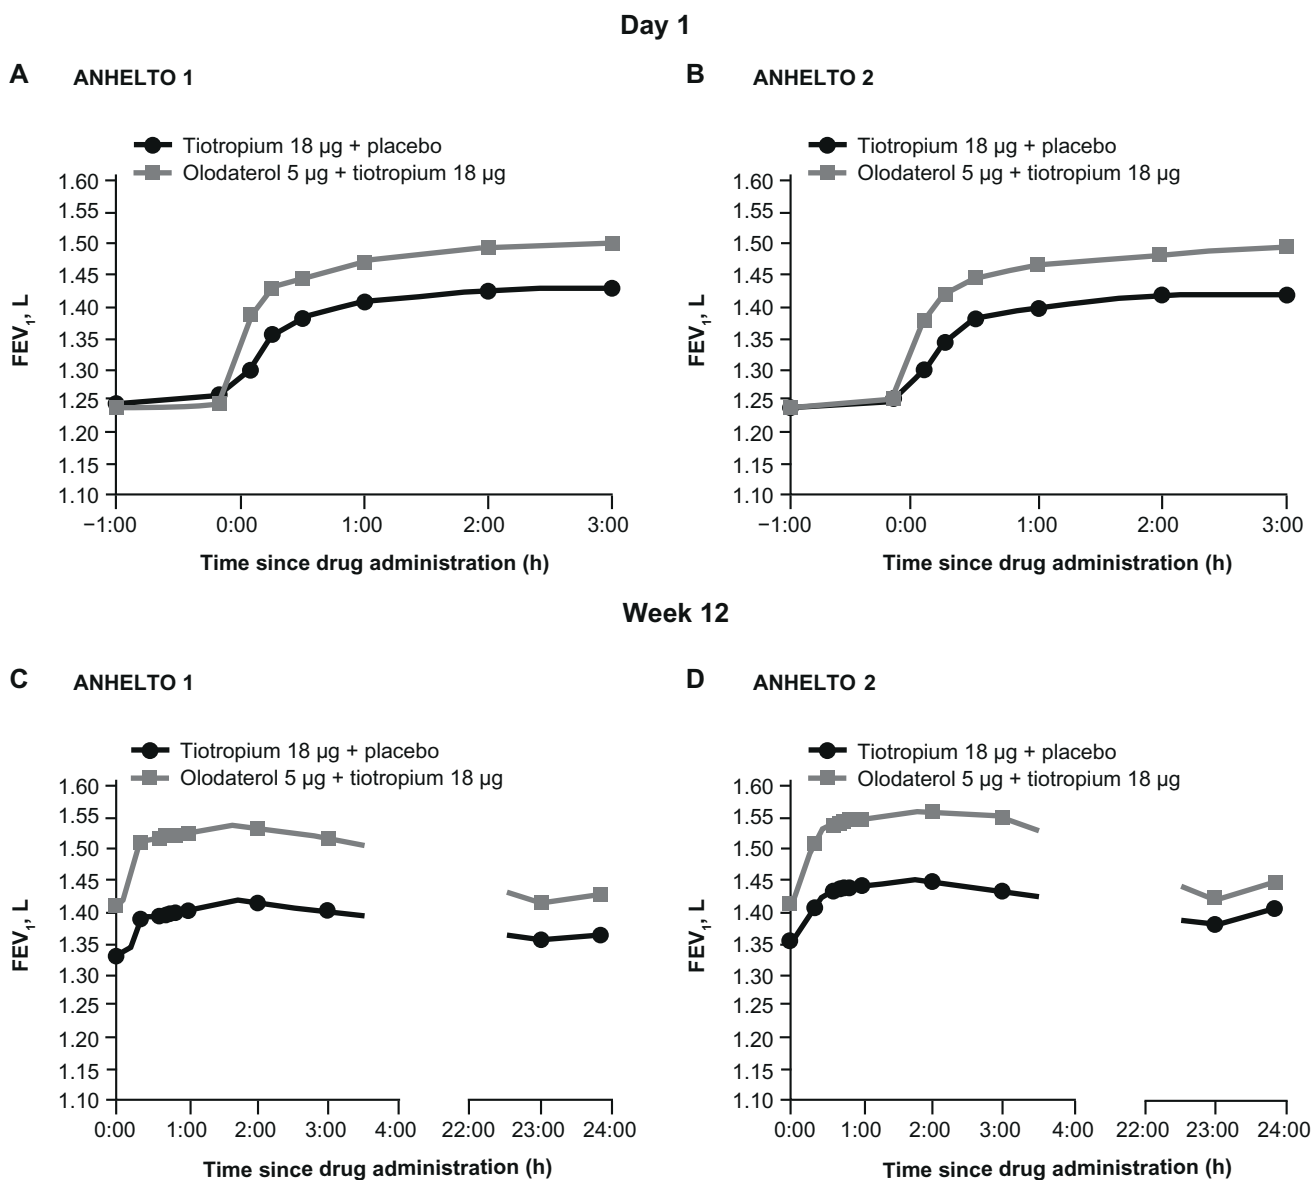 Day 1
A ANHELTO 1
Tiotropium 18 µg + placebo
Olodaterol 5 µg + tiotropium 18 µg
FEV₁, L
1.60
1.55
1.50
1.45
1.40
1.35
1.30
1.25
1.20
1.15
1.10
−1:00 0:00 1:00 2:00 3:00
Time since drug administration (h)
B ANHELTO 2
Tiotropium 18 µg + placebo
Olodaterol 5 µg + tiotropium 18 µg
FEV₁, L
1.60
1.55
1.50
1.45
1.40
1.35
1.30
1.25
1.20
1.15
1.10
−1:00 0:00 1:00 2:00 3:00
Time since drug administration (h)
Week 12
C ANHELTO 1
Tiotropium 18 µg + placebo
Olodaterol 5 µg + tiotropium 18 µg
FEV₁, L
1.60
1.55
1.50
1.45
1.40
1.35
1.30
1.25
1.20
1.15
1.10
0:00 1:00 2:00 3:00 4:00 22:00 23:00 24:00
Time since drug administration (h)
D ANHELTO 2
Tiotropium 18 µg + placebo
Olodaterol 5 µg + tiotropium 18 µg
FEV₁, L
1.60
1.55
1.50
1.45
1.40
1.35
1.30
1.25
1.20
1.15
1.10
0:00 1:00 2:00 3:00 4:00 22:00 23:00 24:00
Time since drug administration (h)